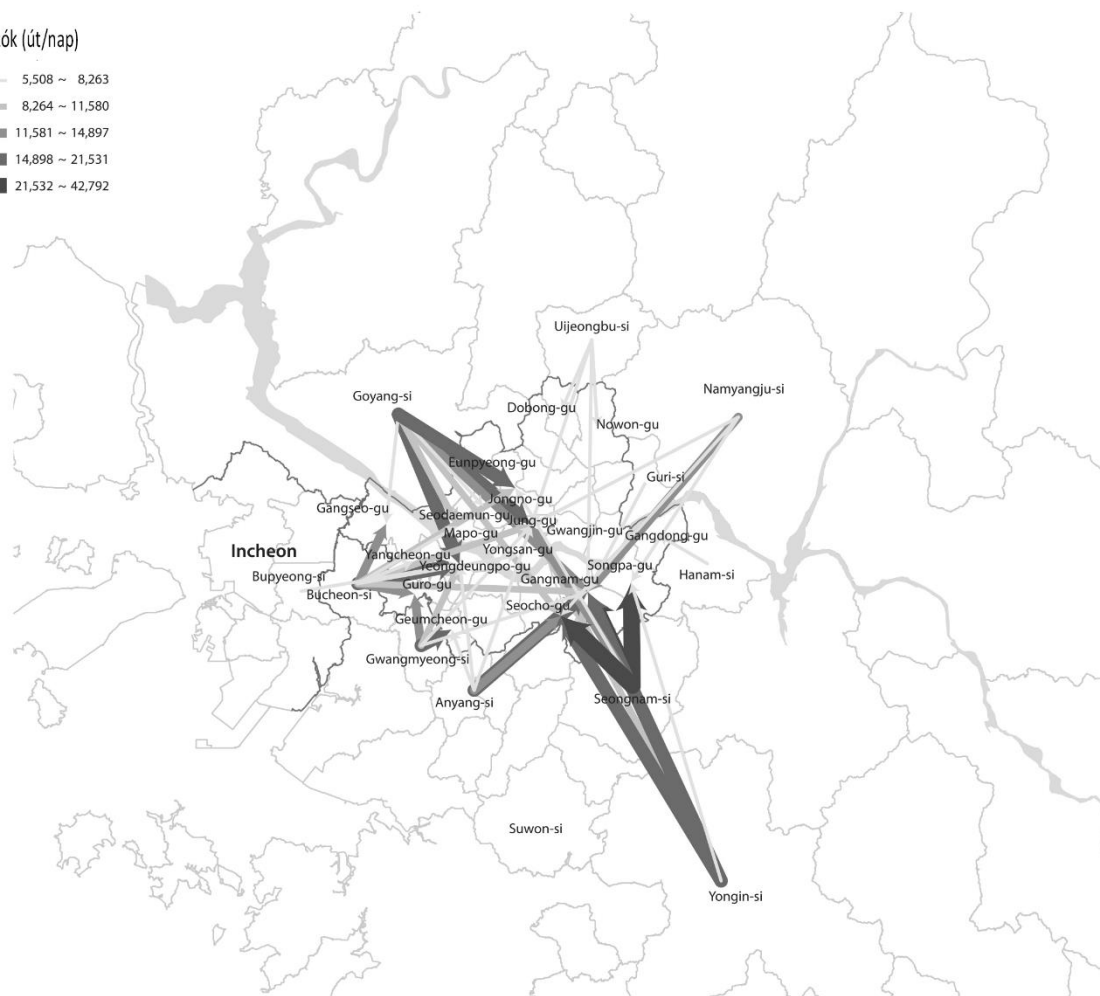 (út/nap)
5,508 ~ 8,263
8,264 ~ 11,580
11,581 ~ 14,897
14,898 ~ 21,531
21,532 ~ 42,792
Uijeongbu-si
Namyangju-si
Goyang-si
Dobong-gu
Nowon-gu
Eunpyeong-gu
Guri-si
Jongno-gu
Gangseo-gu
Seodaemun-gu
Jung-gu
Mapo-gu
Gwangjin-gu
Gangdong-gu
Incheon
Yangcheon-gu
Yongsan-gu
Yeongdeungpo-gu
Songpa-gu
Bupyeong-si
Guro-gu
Gangnam-gu
Hanam-si
Bucheon-si
Seocho-gu
Geumcheon-gu
Gwangmyeong-si
Anyang-si
Seongnam-si
Suwon-si
Yongin-si